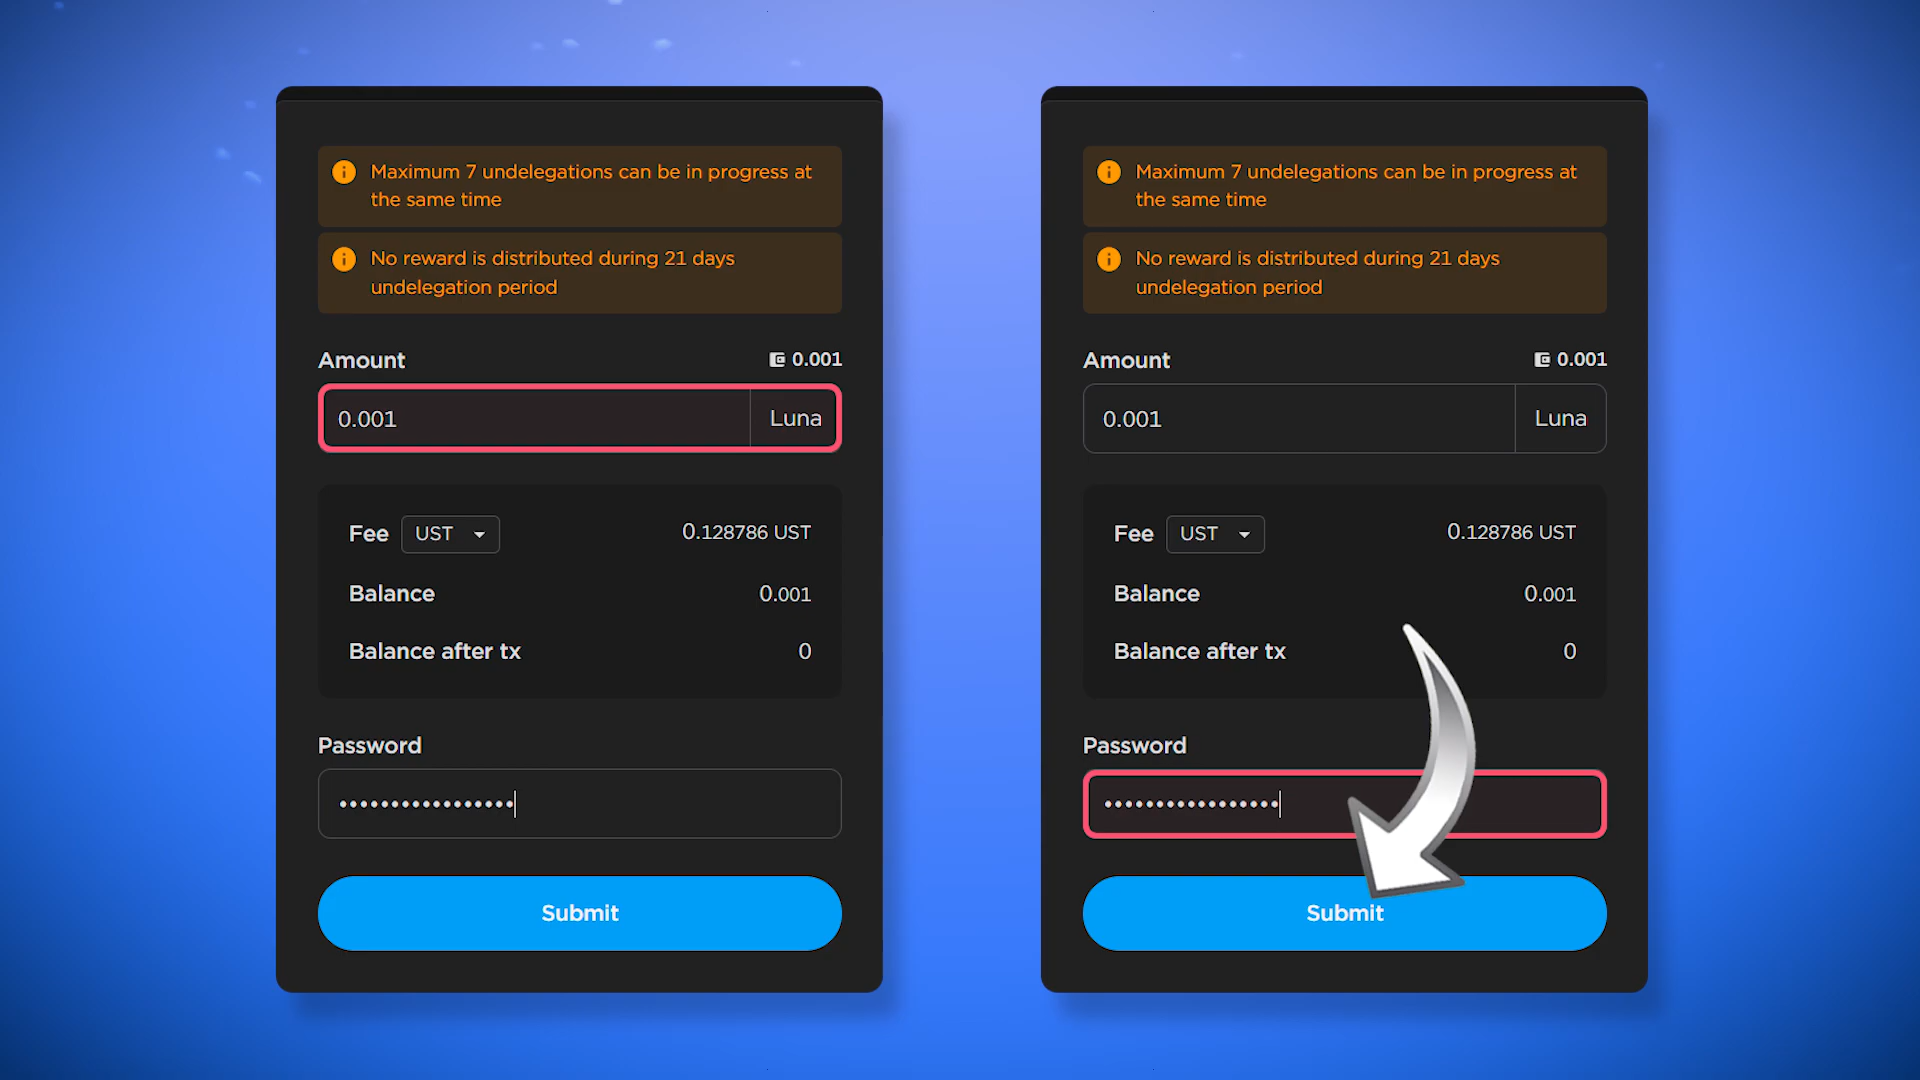 Maximum 7 undelegations can be in progress at
the same time
No reward is distributed during 21 days
undelegation period
Amount 0.001
0.001 Luna
Fee UST 0.128786 UST
Balance 0.001
Balance after tx 0
Password
•••••••••••••••••
Submit
Maximum 7 undelegations can be in progress at
the same time
No reward is distributed during 21 days
undelegation period
Amount 0.001
0.001 Luna
Fee UST 0.128786 UST
Balance 0.001
Balance after tx 0
Password
•••••••••••••••••
Submit